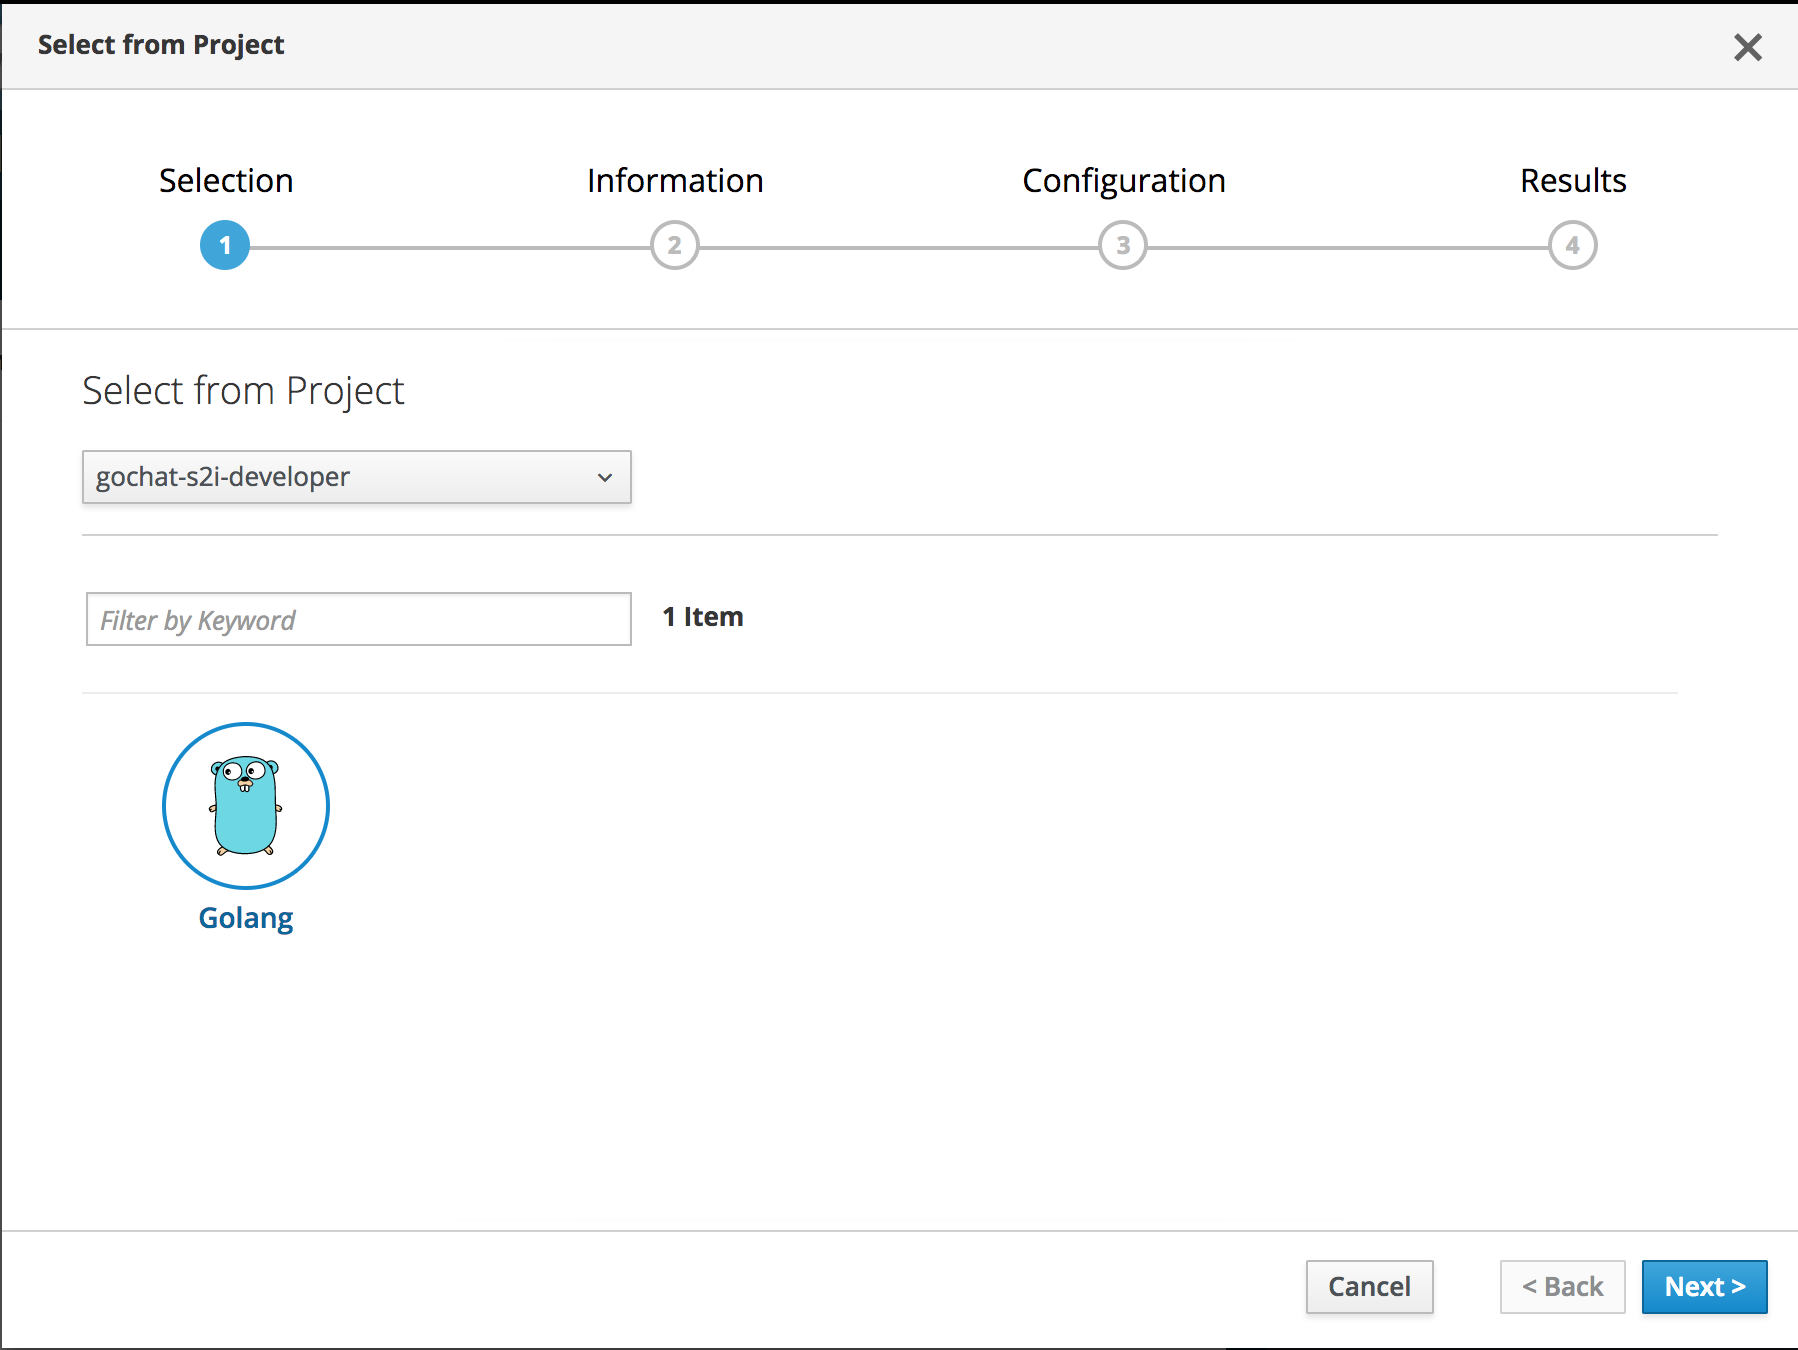 Select from Project
Selection
Information
Configuration
Results
1
2
3
4
Select from Project
gochat-s2i-developer
Filter by Keyword
1 Item
Golang
Cancel
< Back
Next >